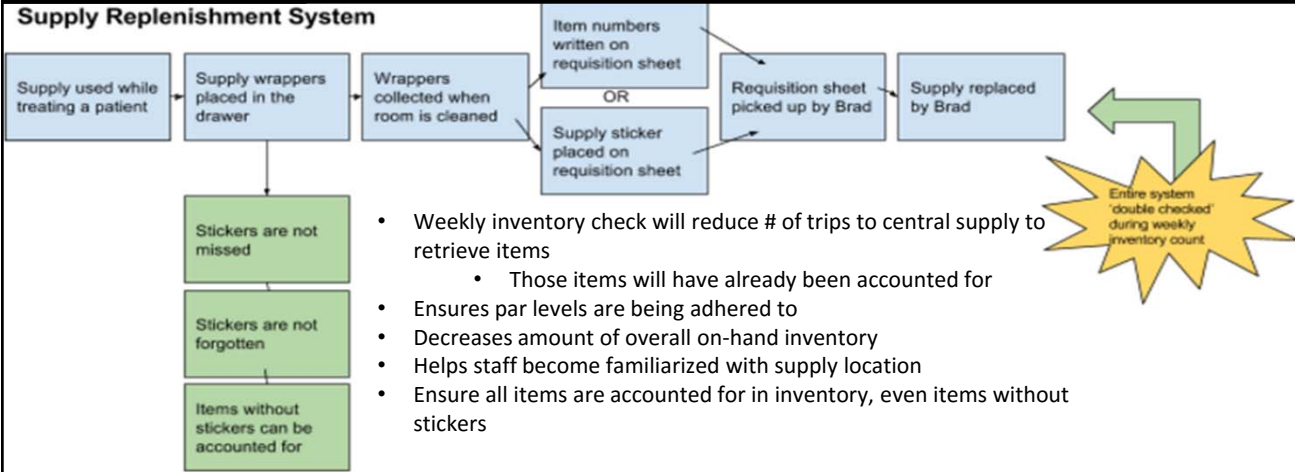 Supply Replenishment System
Supply used while
treating a patient
Supply wrappers
placed in the
drawer
Wrappers
collected when
room is cleaned
Item numbers
written on
requisition sheet
OR
Supply sticker
placed on
requisition sheet
Requisition sheet
picked up by Brad
Supply replaced
by Brad
Entire system
'double checked'
during weekly
inventory count
Stickers are not
missed
Stickers are not
forgotten
Items without
stickers can be
accounted for
• Weekly inventory check will reduce # of trips to central supply to
retrieve items
• Those items will have already been accounted for
• Ensures par levels are being adhered to
• Decreases amount of overall on-hand inventory
• Helps staff become familiarized with supply location
• Ensure all items are accounted for in inventory, even items without
stickers